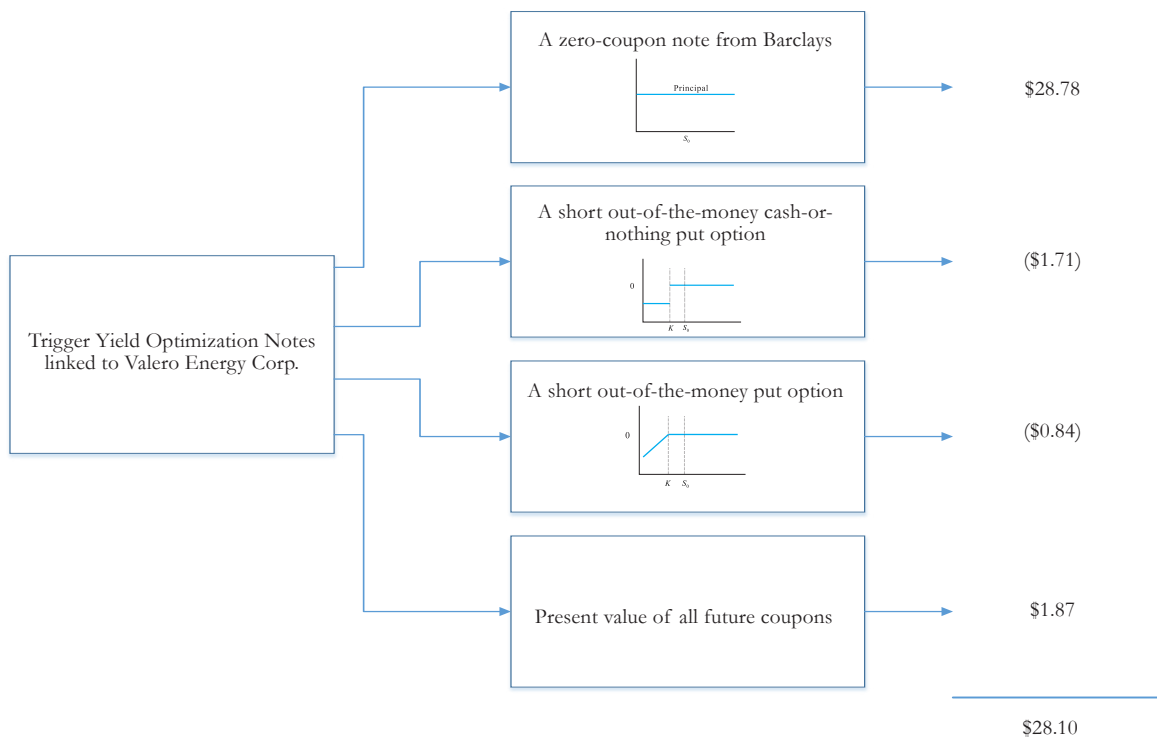 A zero-coupon note from Barclays
Principal
S₀
$28.78
A short out-of-the-money cash-or-
nothing put option
0
K S₀
($1.71)
Trigger Yield Optimization Notes
linked to Valero Energy Corp.
A short out-of-the-money put option
0
K S₀
($0.84)
Present value of all future coupons
$1.87
$28.10